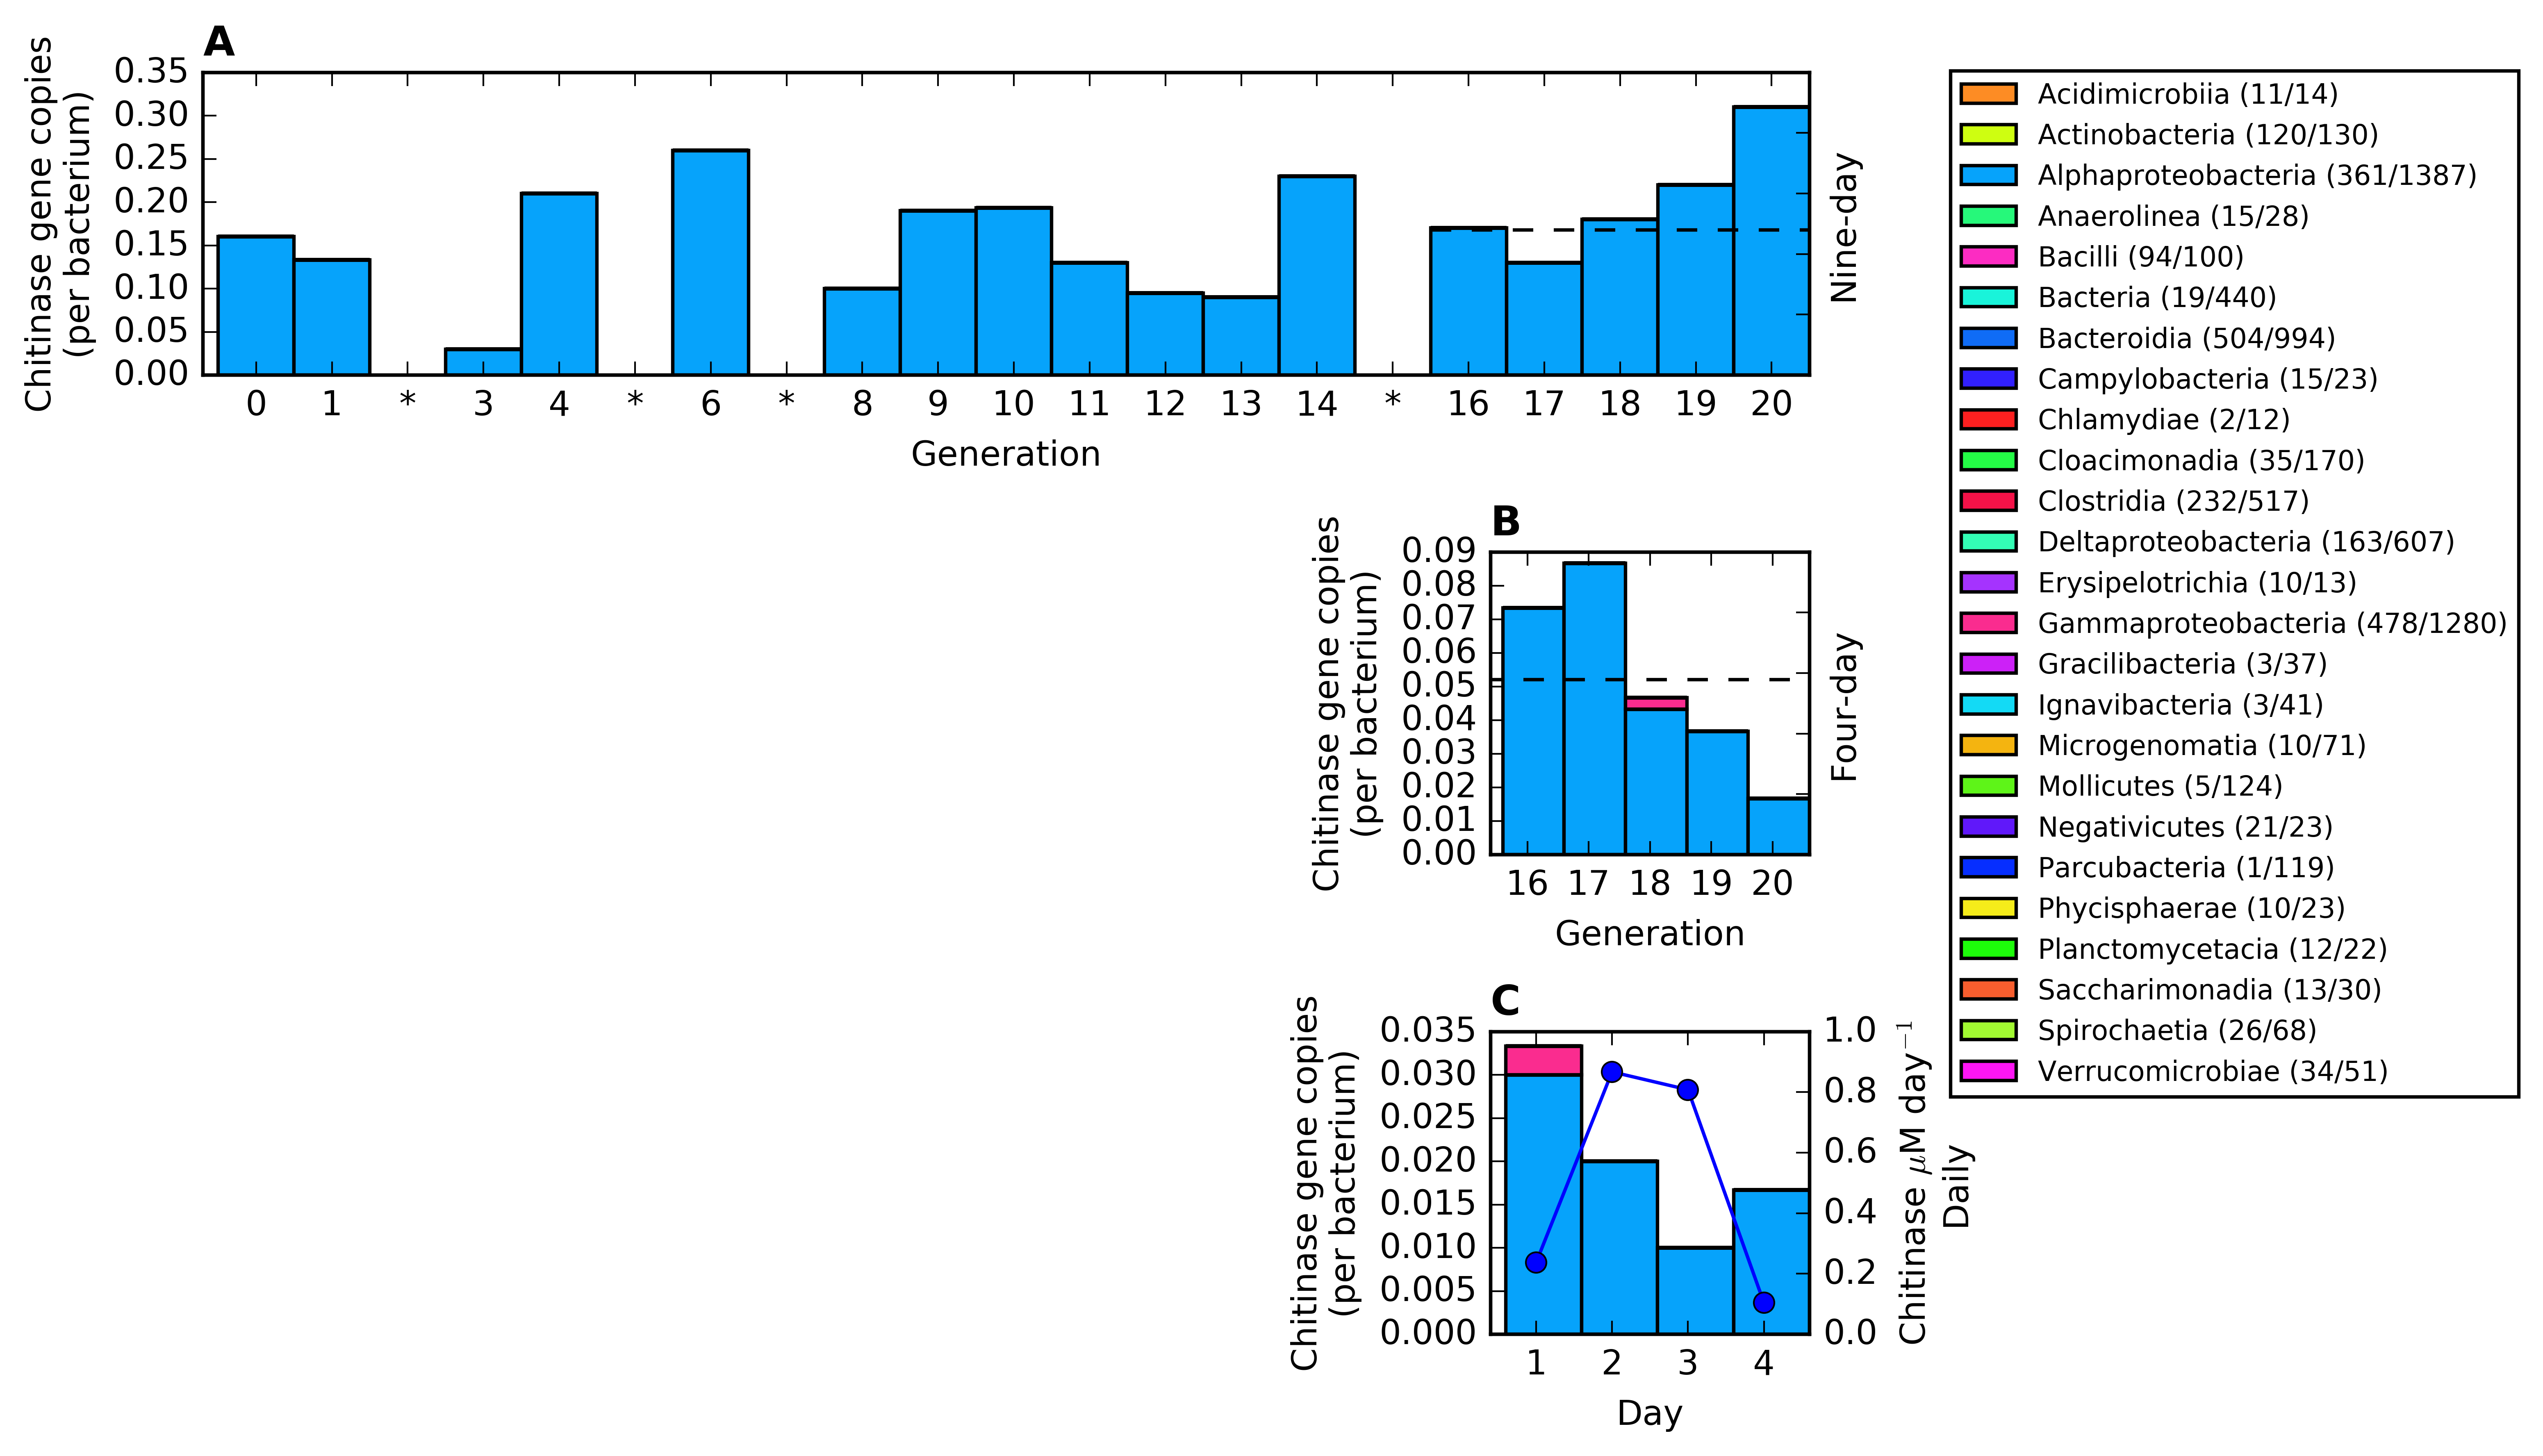 A
Chitinase gene copies
(per bacterium)
0.35
0.30
0.25
0.20
0.15
0.10
0.05
0.00
0 1 * 3 4 * 6 * 8 9 10 11 12 13 14 * 16 17 18 19 20
Generation
Nine-day
B
Chitinase gene copies
(per bacterium)
0.09
0.08
0.07
0.06
0.05
0.04
0.03
0.02
0.01
0.00
16 17 18 19 20
Generation
Four-day
C
Chitinase gene copies
(per bacterium)
0.035
0.030
0.025
0.020
0.015
0.010
0.005
0.000
1 2 3 4
Day
1.0
0.8
0.6
0.4
0.2
0.0
Chitinase μM day⁻¹
Daily
Acidimicrobiia (11/14)
Actinobacteria (120/130)
Alphaproteobacteria (361/1387)
Anaerolinea (15/28)
Bacilli (94/100)
Bacteria (19/440)
Bacteroidia (504/994)
Campylobacteria (15/23)
Chlamydiae (2/12)
Cloacimonadia (35/170)
Clostridia (232/517)
Deltaproteobacteria (163/607)
Erysipelotrichia (10/13)
Gammaproteobacteria (478/1280)
Gracilibacteria (3/37)
Ignavibacteria (3/41)
Microgenomatia (10/71)
Mollicutes (5/124)
Negativicutes (21/23)
Parcubacteria (1/119)
Phycisphaerae (10/23)
Planctomycetacia (12/22)
Saccharimonadia (13/30)
Spirochaetia (26/68)
Verrucomicrobiae (34/51)